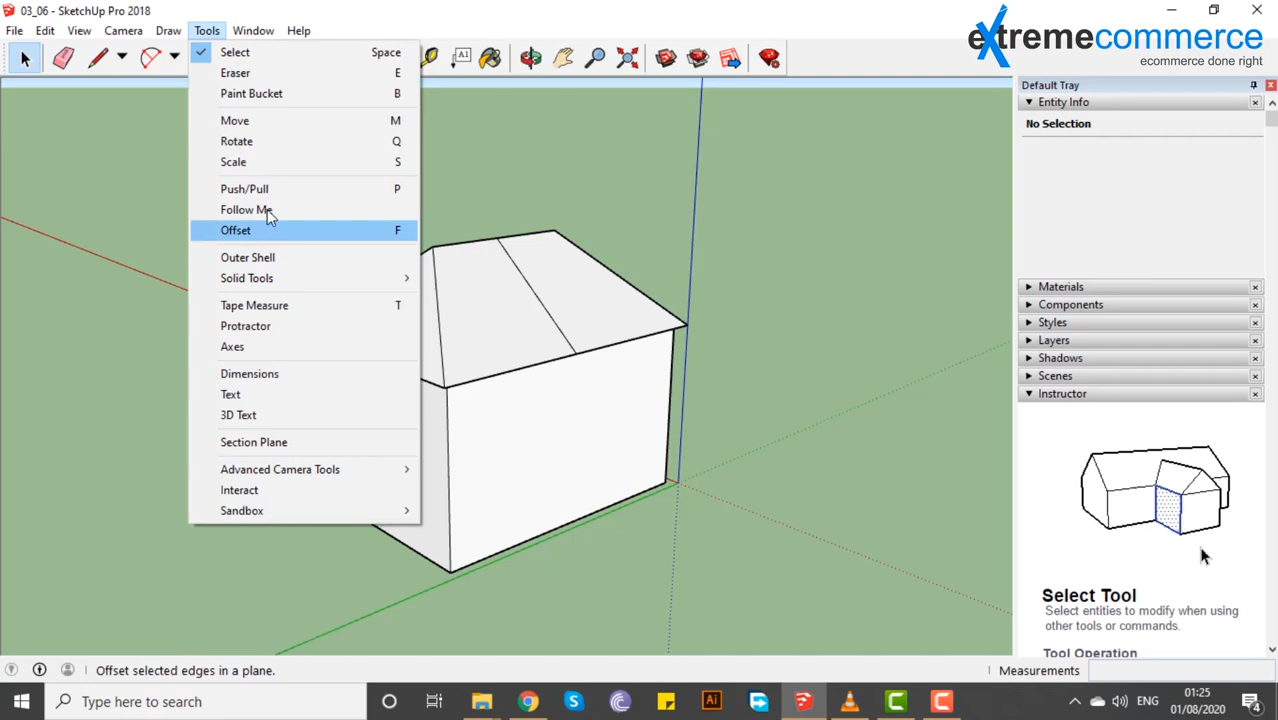 03_06 - SketchUp Pro 2018
File Edit View Camera Draw Tools Window Help
extremecommerce
ecommerce done right
A1
Select Space
Eraser E
Paint Bucket B
Move M
Rotate Q
Scale S
Push/Pull P
Follow Me
Offset F
Outer Shell
Solid Tools
Tape Measure T
Protractor
Axes
Dimensions
Text
3D Text
Section Plane
Advanced Camera Tools
Interact
Sandbox
Default Tray
Entity Info
No Selection
Materials
Components
Styles
Layers
Shadows
Scenes
Instructor
Select Tool
Select entities to modify when using
other tools or commands.
Tool Operation
Offset selected edges in a plane.
Measurements
Type here to search
Ai
ENG
01:25
01/08/2020
4